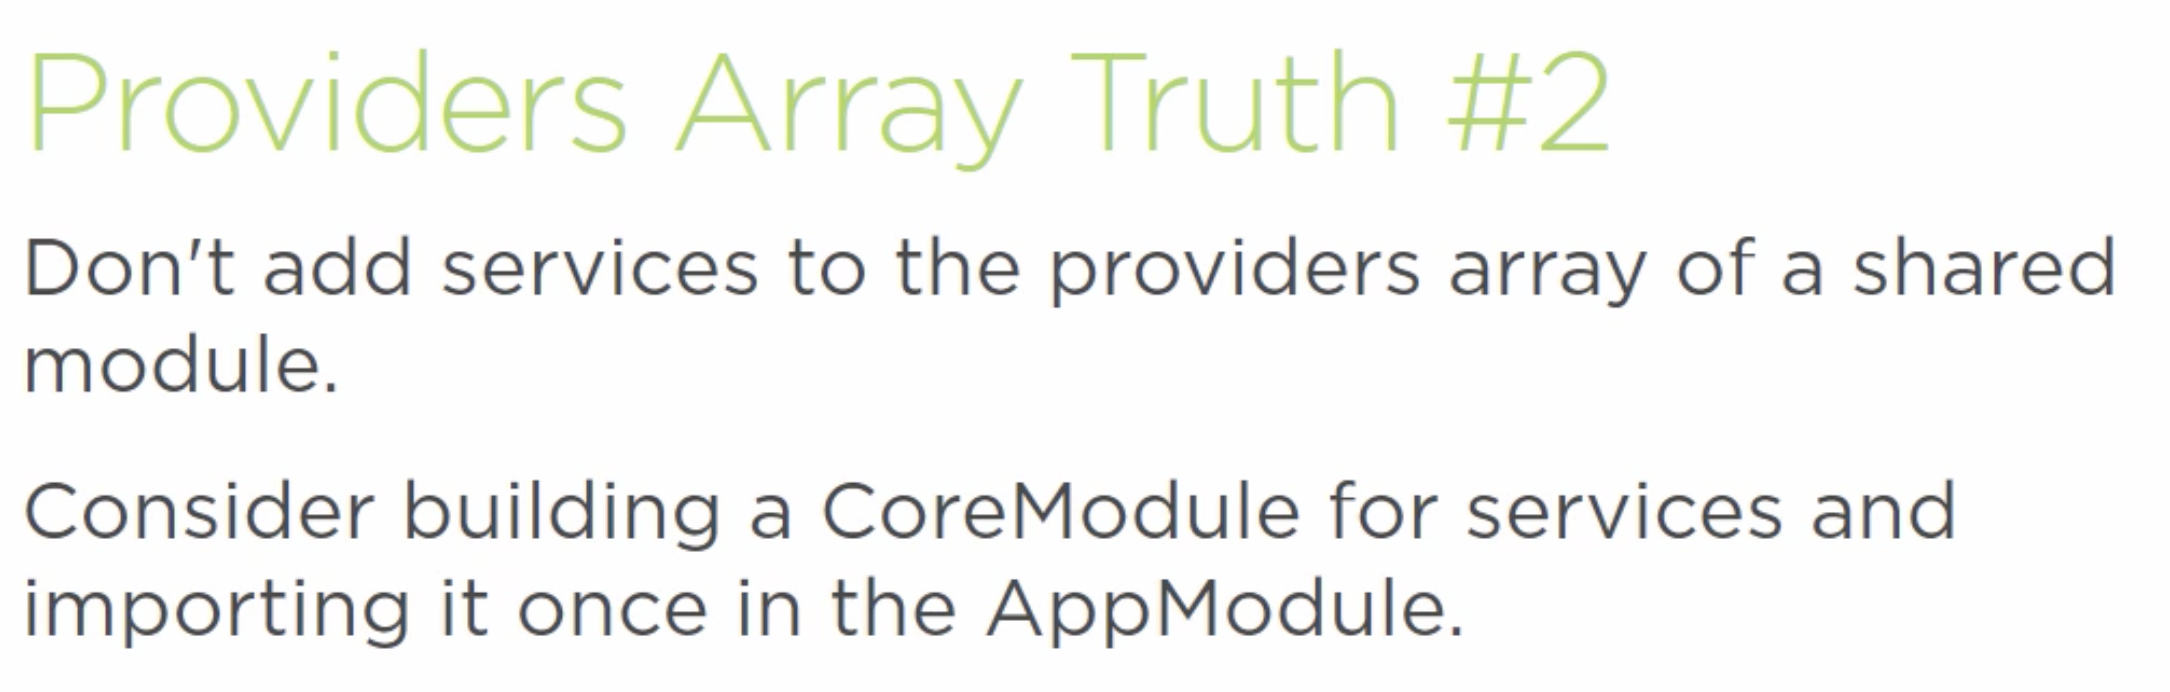 Providers Array Truth #2
Don't add services to the providers array of a shared
module.
Consider building a CoreModule for services and
importing it once in the AppModule.